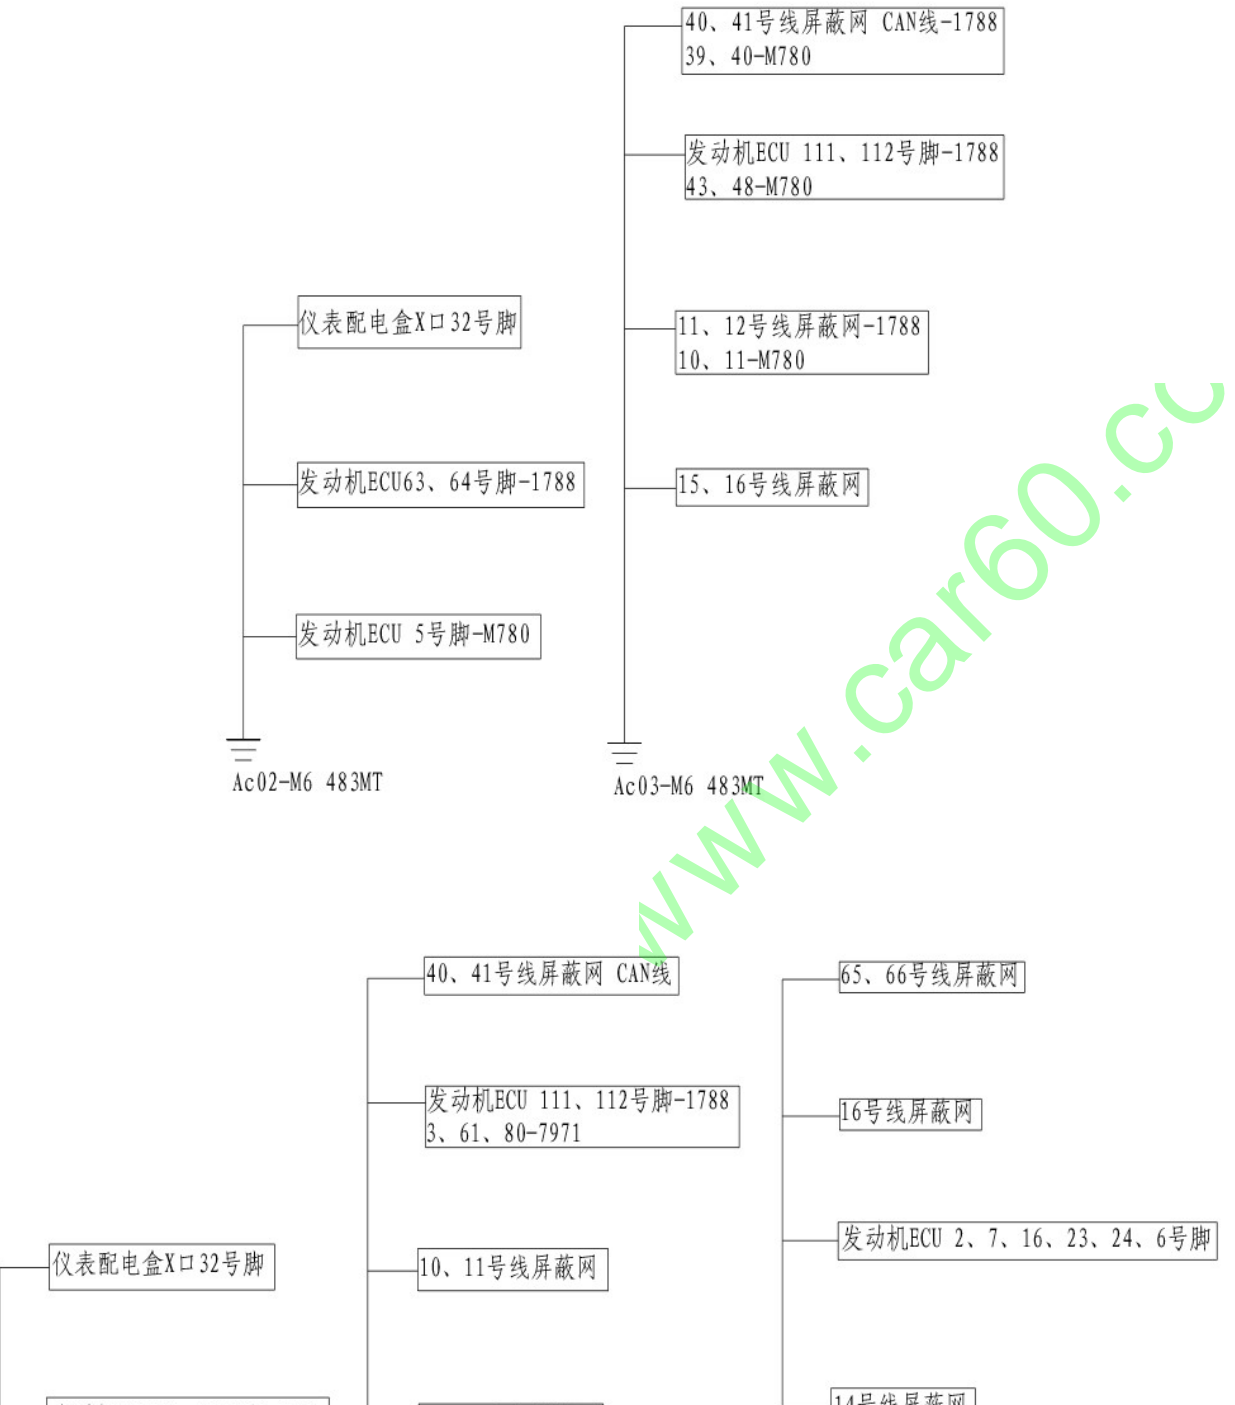 40、41号线屏蔽网 CAN线-1788
39、40-M780
发动机ECU 111、112号脚-1788
43、48-M780
仪表配电盒X口32号脚
11、12号线屏蔽网-1788
10、11-M780
发动机ECU63、64号脚-1788
15、16号线屏蔽网
发动机ECU 5号脚-M780
Ac02-M6 483MT
Ac03-M6 483MT
www.car60.co
40、41号线屏蔽网 CAN线
65、66号线屏蔽网
发动机ECU 111、112号脚-1788
3、61、80-7971
16号线屏蔽网
发动机ECU 2、7、16、23、24、6号脚
仪表配电盒X口32号脚
10、11号线屏蔽网
14号线屏蔽网